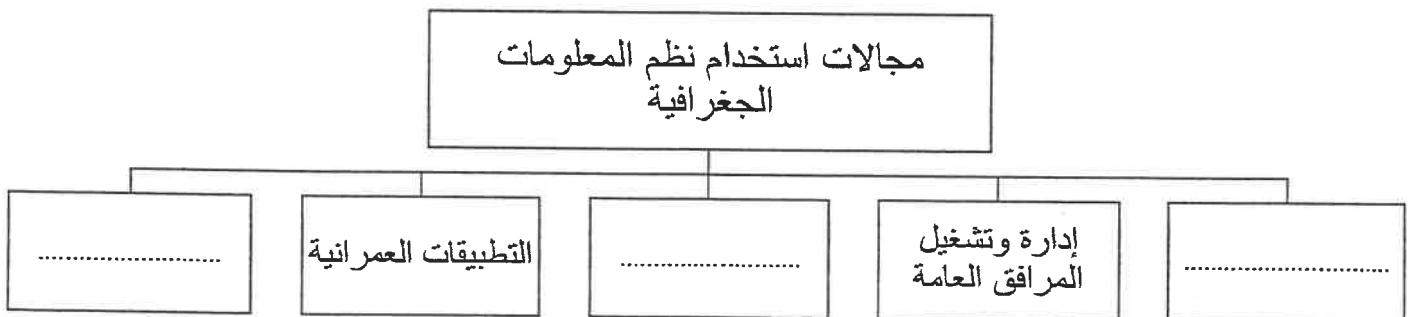 مجالات استخدام نظم المعلومات
الجغرافية
....................
إدارة وتشغيل
المرافق العامة
....................
التطبيقات العمرانية
....................